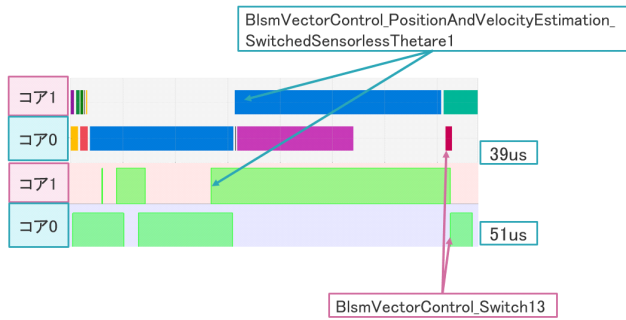 BlsmVectorControl_PositionAndVelocityEstimation_
SwitchedSensorlessThetare1
コア1
コア0
39us
コア1
コア0
51us
BlsmVectorControl_Switch13